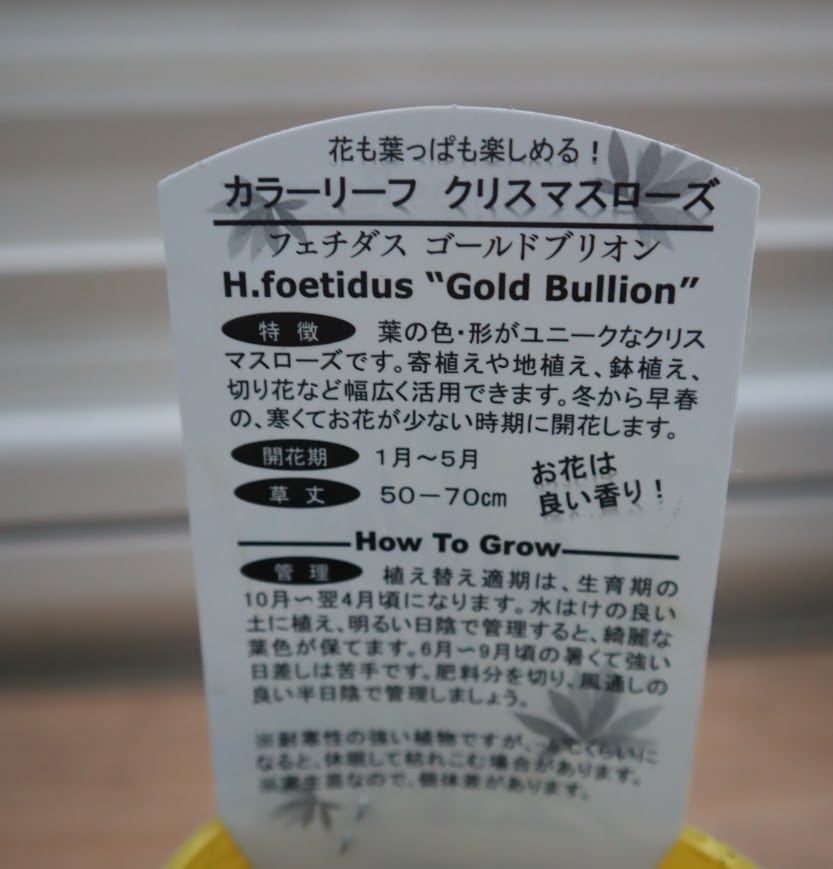 花も葉っぱも楽しめる！
カラーリーフ クリスマスローズ
フェチダス ゴールドブリオン
H.foetidus “Gold Bullion”
特徴 葉の色・形がユニークなクリス
マスローズです。寄植えや地植え、鉢植え、
切り花など幅広く活用できます。冬から早春
の、寒くてお花が少ない時期に開花します。
開花期 1月～5月
草丈 50－70㎝
お花は
良い香り！
How To Grow
管理 植え替え適期は、生育期の
10月～翌4月頃になります。水はけの良い
土に植え、明るい日陰で管理すると、綺麗な
葉色が保てます。6月～9月頃の暑くて強い
日差しは苦手です。肥料分を切り、風通しの
良い半日陰で管理しましょう。
※耐寒性の強い植物ですが、
なると、休眠して枯れこむ場合があります。
※実生苗なので、個体差があります。